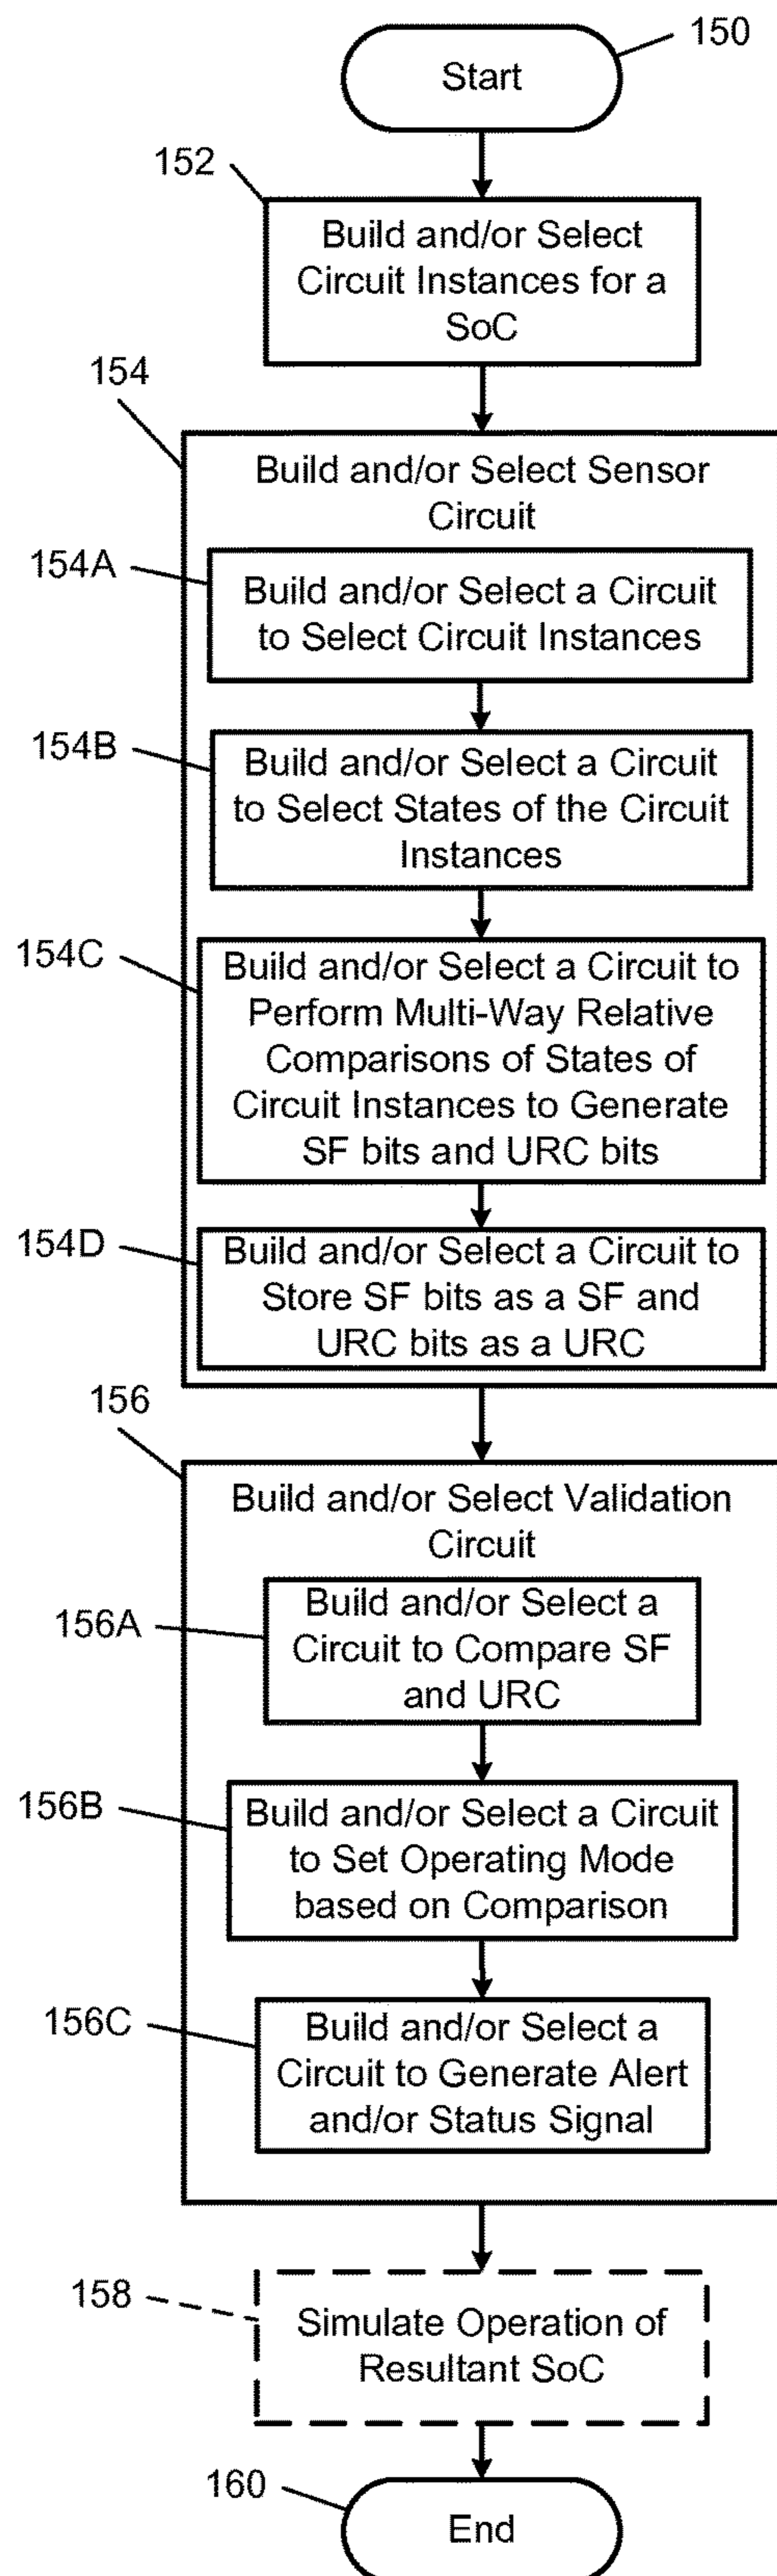 150
Start
152
Build and/or Select
Circuit Instances for a
SoC
154
Build and/or Select Sensor
Circuit
154A
Build and/or Select a Circuit
to Select Circuit Instances
154B
Build and/or Select a Circuit
to Select States of the Circuit
Instances
154C
Build and/or Select a Circuit to
Perform Multi-Way Relative
Comparisons of States of
Circuit Instances to Generate
SF bits and URC bits
154D
Build and/or Select a Circuit to
Store SF bits as a SF and
URC bits as a URC
156
Build and/or Select Validation
Circuit
156A
Build and/or Select a
Circuit to Compare SF
and URC
156B
Build and/or Select a Circuit
to Set Operating Mode
based on Comparison
156C
Build and/or Select a
Circuit to Generate Alert
and/or Status Signal
158
Simulate Operation of
Resultant SoC
160
End